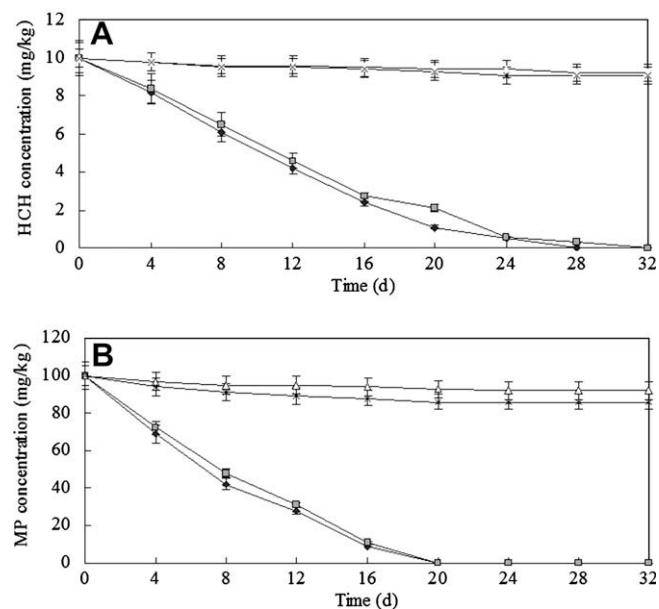 A
HCH concentration (mg/kg)
12
10
8
6
4
2
0
0 4 8 12 16 20 24 28 32
Time (d)
B
MP concentration (mg/kg)
120
100
80
60
40
20
0
0 4 8 12 16 20 24 28 32
Time (d)